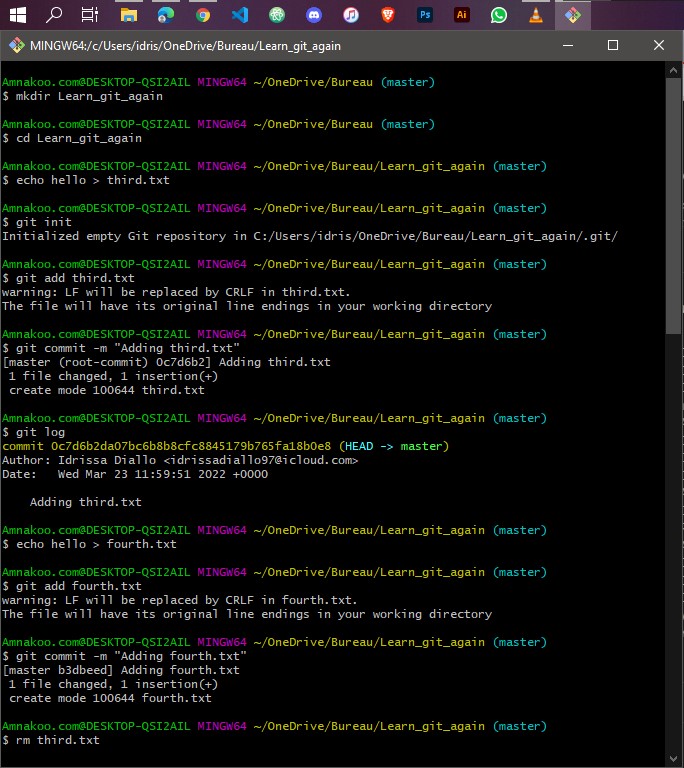 Ps
Ai
MINGW64:/c/Users/idris/OneDrive/Bureau/Learn_git_again
Amnakoo.com@DESKTOP-QSI2AIL MINGW64 ~/OneDrive/Bureau (master)
$ mkdir Learn_git_again
Amnakoo.com@DESKTOP-QSI2AIL MINGW64 ~/OneDrive/Bureau (master)
$ cd Learn_git_again
Amnakoo.com@DESKTOP-QSI2AIL MINGW64 ~/OneDrive/Bureau/Learn_git_again (master)
$ echo hello > third.txt
Amnakoo.com@DESKTOP-QSI2AIL MINGW64 ~/OneDrive/Bureau/Learn_git_again (master)
$ git init
Initialized empty Git repository in C:/Users/idris/OneDrive/Bureau/Learn_git_again/.git/
Amnakoo.com@DESKTOP-QSI2AIL MINGW64 ~/OneDrive/Bureau/Learn_git_again (master)
$ git add third.txt
warning: LF will be replaced by CRLF in third.txt.
The file will have its original line endings in your working directory
Amnakoo.com@DESKTOP-QSI2AIL MINGW64 ~/OneDrive/Bureau/Learn_git_again (master)
$ git commit -m "Adding third.txt"
[master (root-commit) 0c7d6b2] Adding third.txt
 1 file changed, 1 insertion(+)
 create mode 100644 third.txt
Amnakoo.com@DESKTOP-QSI2AIL MINGW64 ~/OneDrive/Bureau/Learn_git_again (master)
$ git log
commit 0c7d6b2da07bc6b8b8cfc8845179b765fa18b0e8 (HEAD -> master)
Author: Idrissa Diallo <idrissadiallo97@icloud.com>
Date:   Wed Mar 23 11:59:51 2022 +0000
    Adding third.txt
Amnakoo.com@DESKTOP-QSI2AIL MINGW64 ~/OneDrive/Bureau/Learn_git_again (master)
$ echo hello > fourth.txt
Amnakoo.com@DESKTOP-QSI2AIL MINGW64 ~/OneDrive/Bureau/Learn_git_again (master)
$ git add fourth.txt
warning: LF will be replaced by CRLF in fourth.txt.
The file will have its original line endings in your working directory
Amnakoo.com@DESKTOP-QSI2AIL MINGW64 ~/OneDrive/Bureau/Learn_git_again (master)
$ git commit -m "Adding fourth.txt"
[master b3dbeed] Adding fourth.txt
 1 file changed, 1 insertion(+)
 create mode 100644 fourth.txt
Amnakoo.com@DESKTOP-QSI2AIL MINGW64 ~/OneDrive/Bureau/Learn_git_again (master)
$ rm third.txt